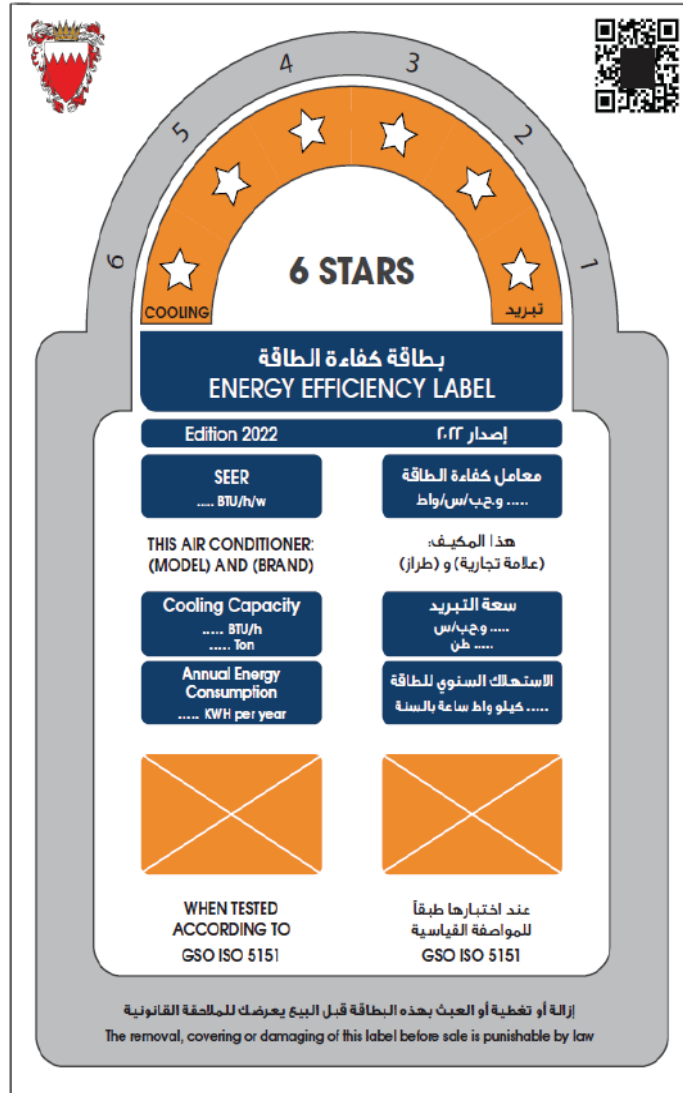 6
5
4
3
2
1
6 STARS
COOLING
تبريد
بطاقة كفاءة الطاقة
ENERGY EFFICIENCY LABEL
Edition 2022
إصدار ٢٠٢٢
SEER
..... BTU/h/w
معامل كفاءة الطاقة
..... و.ح.ب/س/واط
THIS AIR CONDITIONER:
(MODEL) AND (BRAND)
هذا المكيف:
(علامة تجارية) و (طراز)
Cooling Capacity
..... BTU/h
..... Ton
سعة التبريد
..... و.ح.ب/س
..... طن
Annual Energy
Consumption
..... KWH per year
الاستهلاك السنوي للطاقة
..... كيلو واط ساعة بالسنة
WHEN TESTED
ACCORDING TO
GSO ISO 5151
عند اختبارها طبقاً
للمواصفة القياسية
GSO ISO 5151
إزالة أو تغطية أو العبث بهذه البطاقة قبل البيع يعرضك للملاحقة القانونية
The removal, covering or damaging of this label before sale is punishable by law